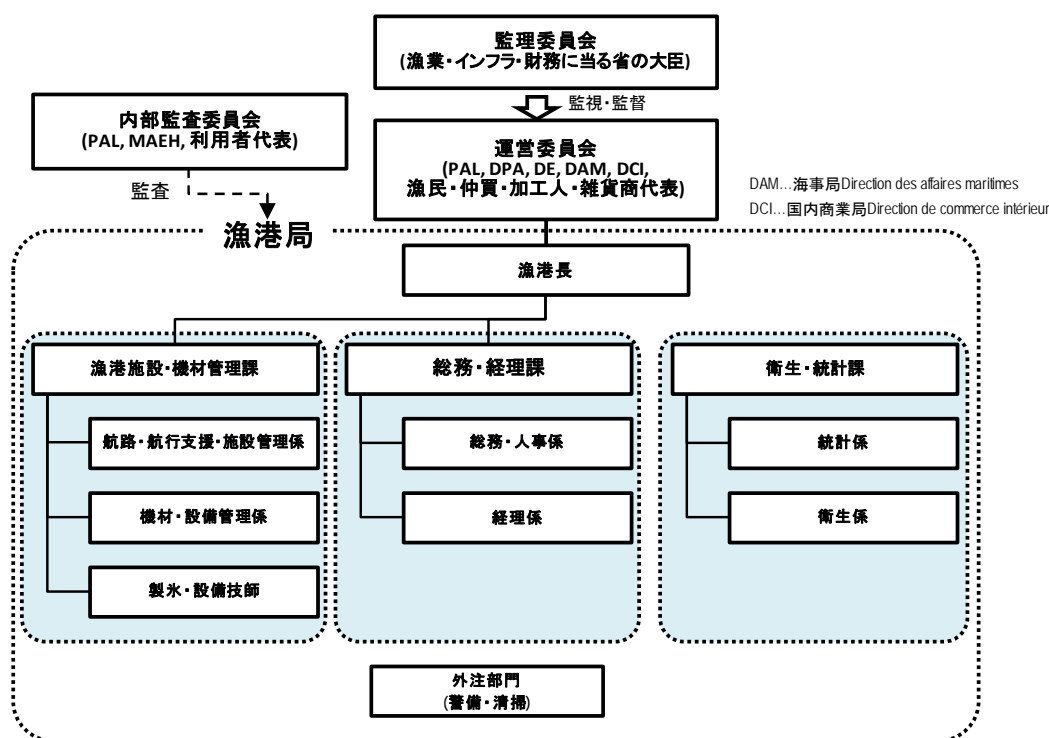 監理委員会
(漁業・インフラ・財務に当る省の大臣)
監視・監督
内部監査委員会
(PAL, MAEH, 利用者代表)
監査
運営委員会
(PAL, DPA, DE, DAM, DCI,
漁民・仲買・加工人・雑貨商代表)
DAM…海事局Direction des affaires maritimes
DCI…国内商業局Direction de commerce intérieur
漁港局
漁港長
漁港施設・機材管理課
航路・航行支援・施設管理係
機材・設備管理係
製氷・設備技師
総務・経理課
総務・人事係
経理係
衛生・統計課
統計係
衛生係
外注部門
(警備・清掃)